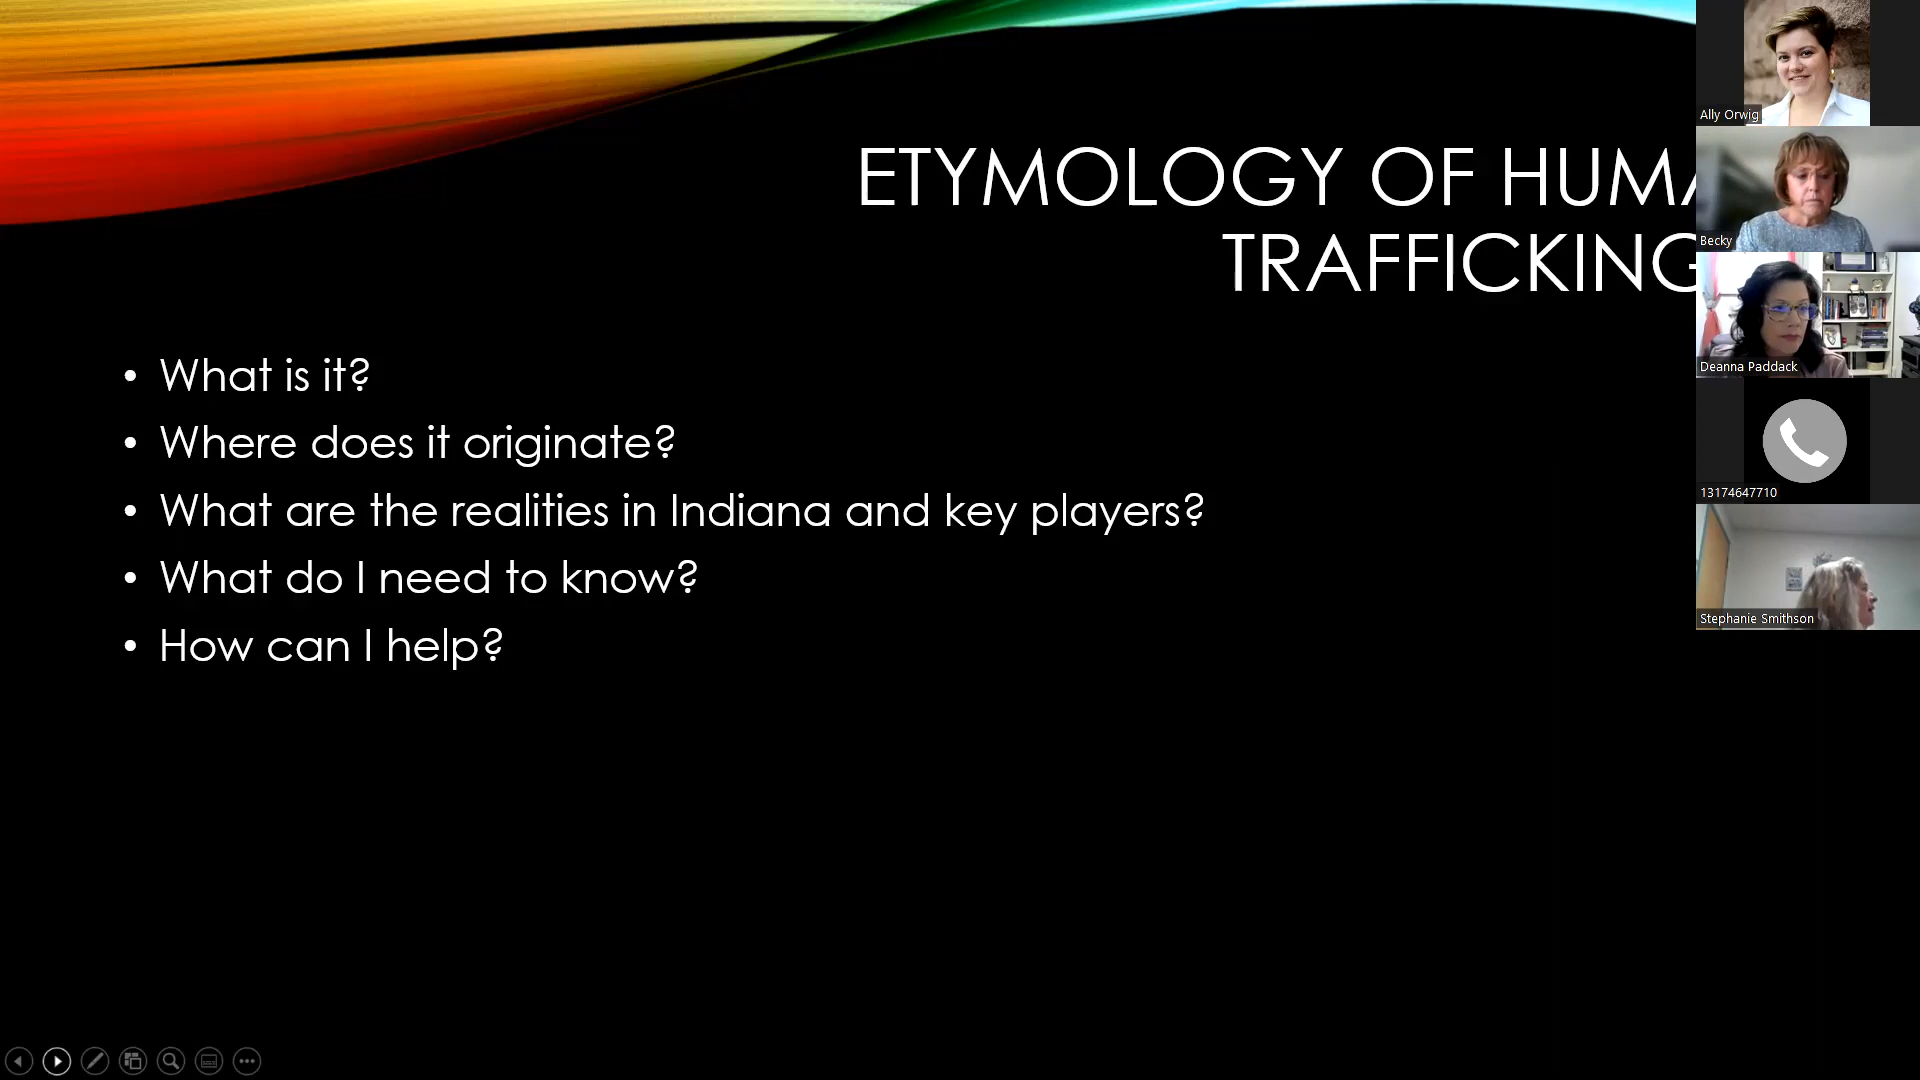 ETYMOLOGY OF HUMA
TRAFFICKING
• What is it?
• Where does it originate?
• What are the realities in Indiana and key players?
• What do I need to know?
• How can I help?
Ally Orwig
Becky
Deanna Paddack
13174647710
Stephanie Smithson